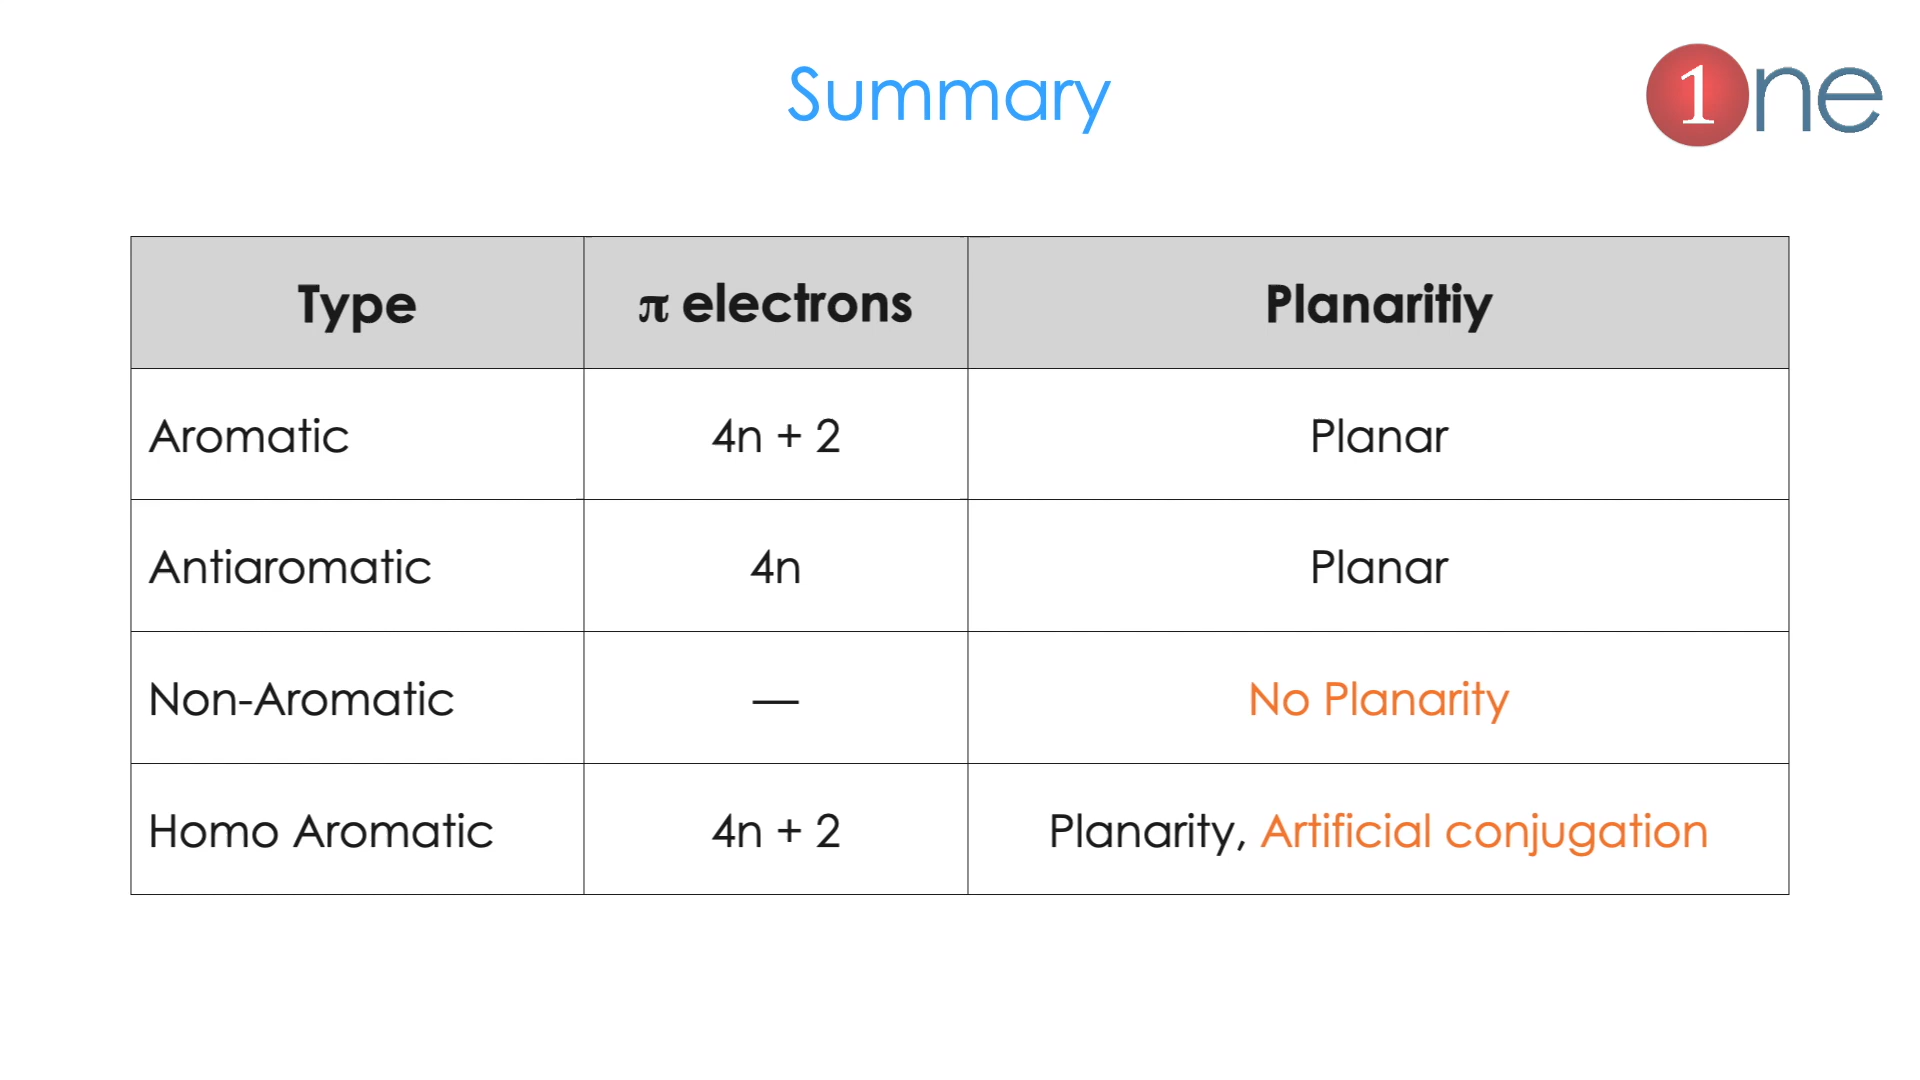 Summary
1ne
Type π electrons Planaritiy
Aromatic 4n + 2 Planar
Antiaromatic 4n Planar
Non-Aromatic — No Planarity
Homo Aromatic 4n + 2 Planarity, Artificial conjugation